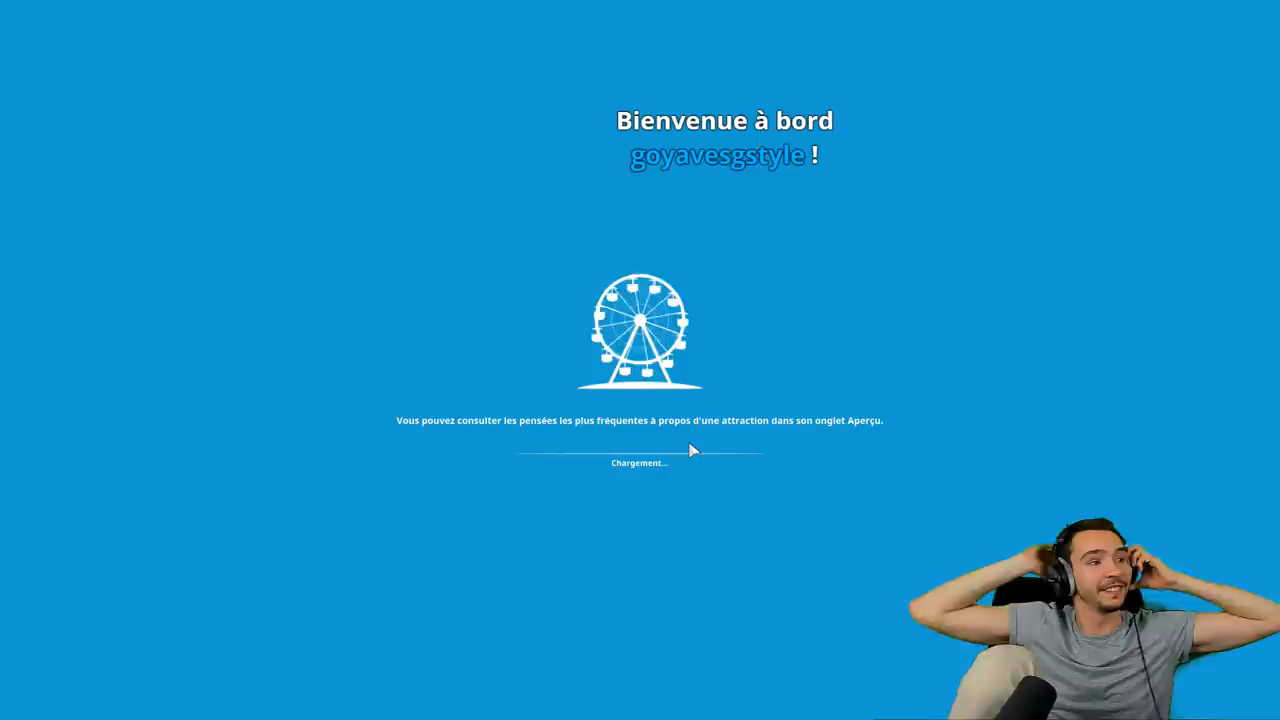 Bienvenue à bord
goyavesgstyle !
Vous pouvez consulter les pensées les plus fréquentes à propos d'une attraction dans son onglet Aperçu.
Chargement...